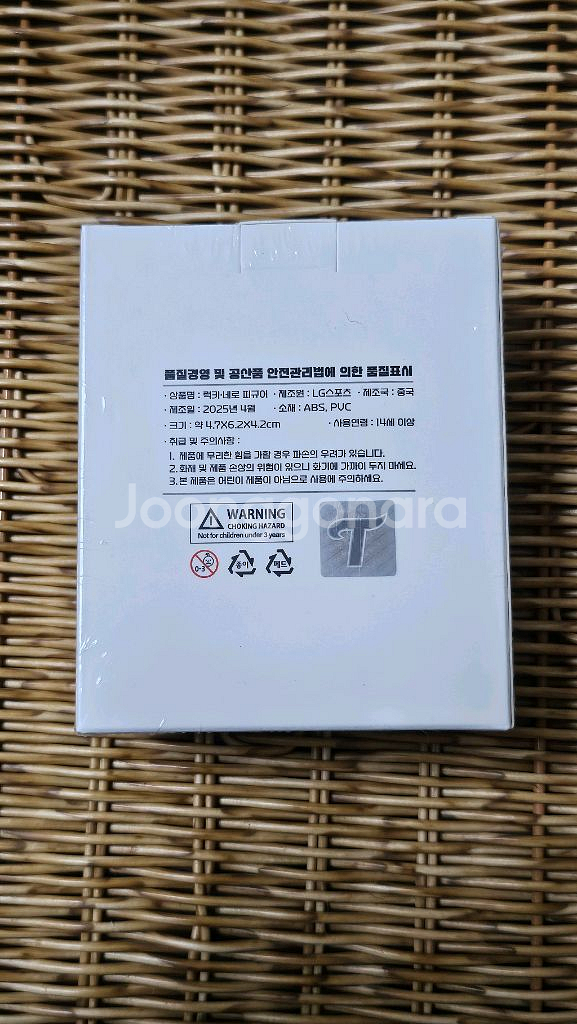 품질경영 및 공산품 안전관리법에 의한 품질표시
· 상품명 : 럭키·네로 피규어 · 제조원 : LG스포츠 · 제조국 : 중국
· 제조일 : 2025년 4월 · 소재 : ABS, PVC
· 크기 : 약 4.7X6.2X4.2cm · 사용연령 : 14세 이상
· 취급 및 주의사항 :
1. 제품에 무리한 힘을 가할 경우 파손의 우려가 있습니다.
2. 화재 및 제품 손상의 위험이 있으니 화기에 가까이 두지 마세요.
3. 본 제품은 어린이 제품이 아님으로 사용에 주의하세요.
Joonggonara
WARNING
CHOKING HAZARD
Not for children under 3 years
0-3 종이 페드 T